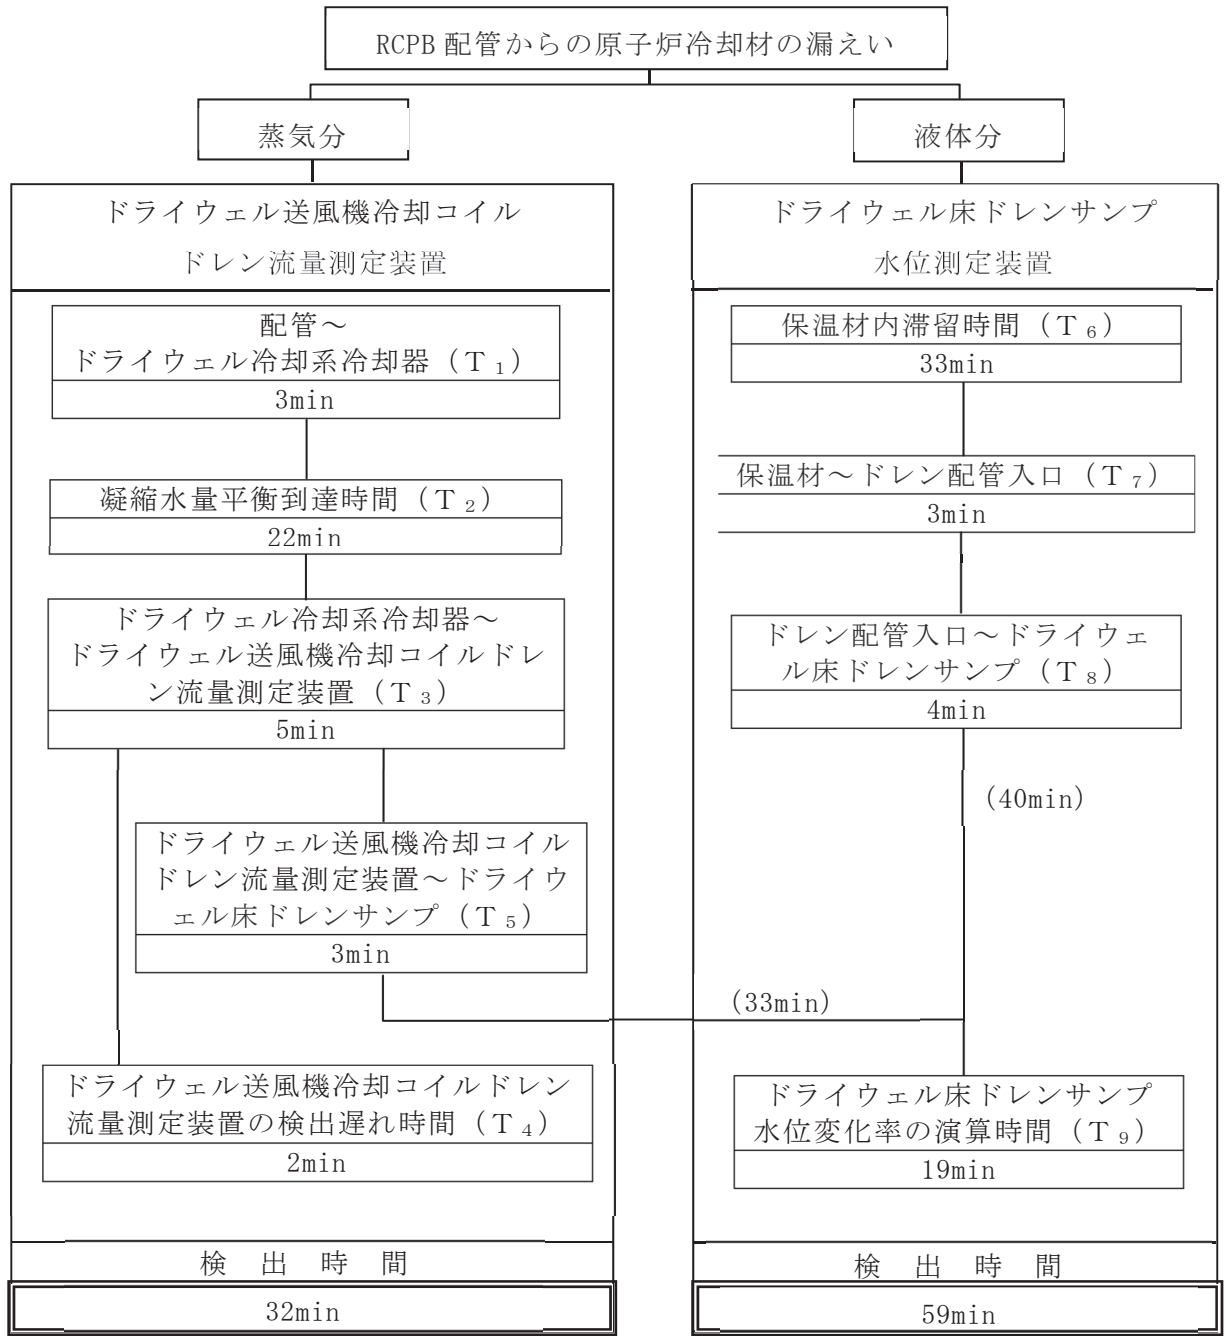 RCPB 配管からの原子炉冷却材の漏えい
蒸気分
液体分
ドライウェル送風機冷却コイル
ドレン流量測定装置
配管～
ドライウェル冷却系冷却器（Ｔ₁）
3min
凝縮水量平衡到達時間（Ｔ₂）
22min
ドライウェル冷却系冷却器～
ドライウェル送風機冷却コイルドレ
ン流量測定装置（Ｔ₃）
5min
ドライウェル送風機冷却コイル
ドレン流量測定装置～ドライウ
ェル床ドレンサンプ（Ｔ₅）
3min
(33min)
ドライウェル送風機冷却コイルドレン
流量測定装置の検出遅れ時間（Ｔ₄）
2min
検　出　時　間
32min
ドライウェル床ドレンサンプ
水位測定装置
保温材内滞留時間（Ｔ₆）
33min
保温材～ドレン配管入口（Ｔ₇）
3min
ドレン配管入口～ドライウェ
ル床ドレンサンプ（Ｔ₈）
4min
(40min)
ドライウェル床ドレンサンプ
水位変化率の演算時間（Ｔ₉）
19min
検　出　時　間
59min